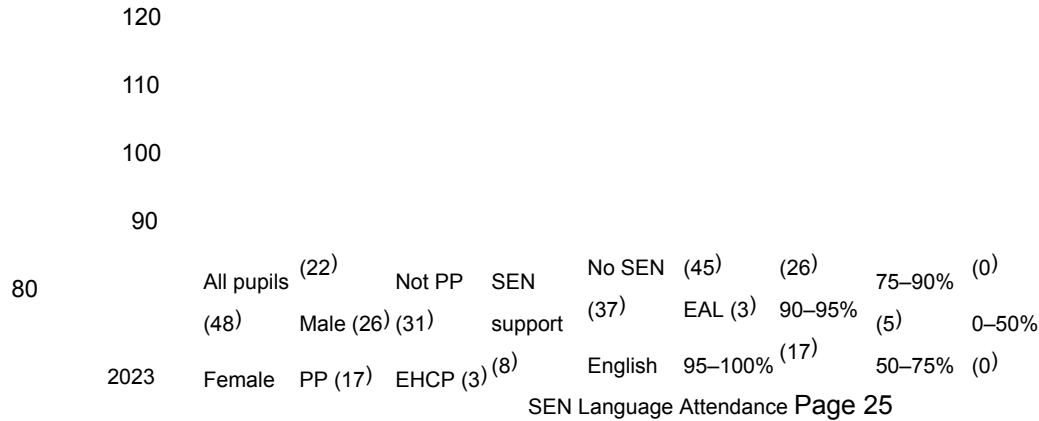 120
110
100
90
80
All pupils (22) Not PP SEN No SEN (45) (26) 75–90% (0)
(48) Male (26) (31) support (37) EAL (3) 90–95% (5) 0–50%
2023 Female PP (17) EHCP (3) (8) English 95–100% (17) 50–75% (0)
SEN Language Attendance Page 25